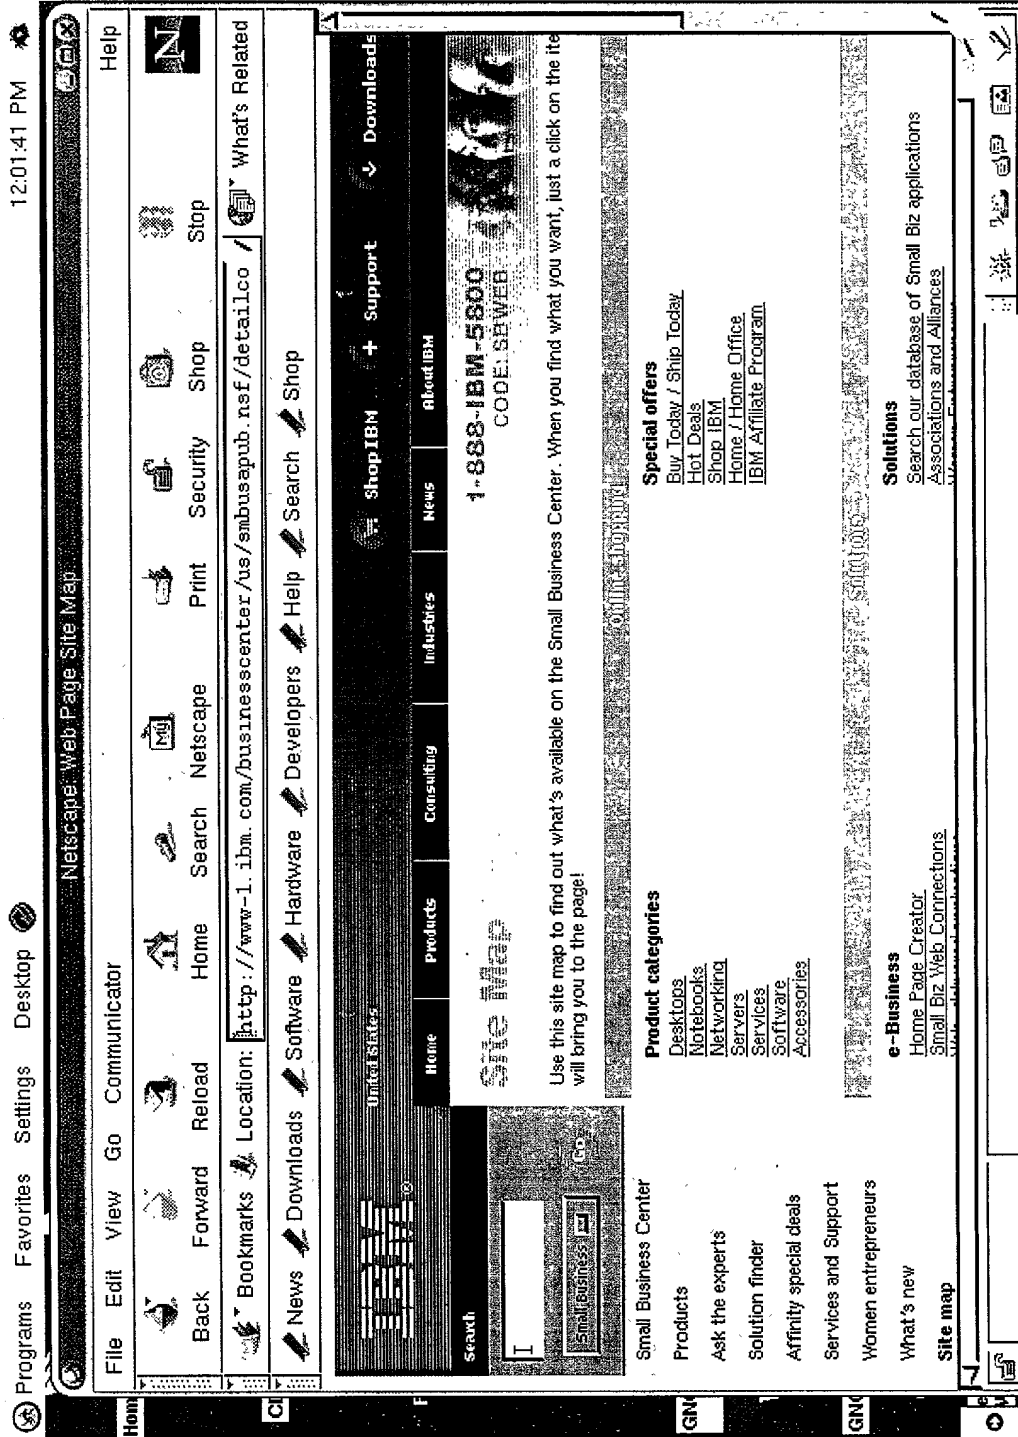 Programs Favorites Settings Desktop 12:01:41 PM
Netscape: Web Page Site Map
File Edit View Go Communicator Help
Back Forward Reload Home Search Netscape Print Security Shop Stop
My
N
Bookmarks Location: http://www-1.ibm.com/businesscenter/us/smbusapub.nsf/detailco What's Related
News Downloads Software Hardware Developers Help Search Shop
IBM®
United States
Shop IBM + Support Downloads
Home Products Consulting Industries News About IBM
Search
Small Business
Go
Site Map
1-888-IBM-5800
CODE: SBWEB
Use this site map to find out what's available on the Small Business Center. When you find what you want, just a click on the ite
will bring you to the page!
Small Business Center
Products
Ask the experts
Solution finder
Affinity special deals
Services and Support
Women entrepreneurs
What's new
Site map
Product categories
Desktops
Notebooks
Networking
Servers
Services
Software
Accessories
Special offers
Buy Today / Ship Today
Hot Deals
Shop IBM
Home / Home Office
IBM Affiliate Program
e-Business
Home Page Creator
Small Biz Web Connections
Solutions
Search our database of Small Biz applications
Associations and Alliances
Hom
GN
GN